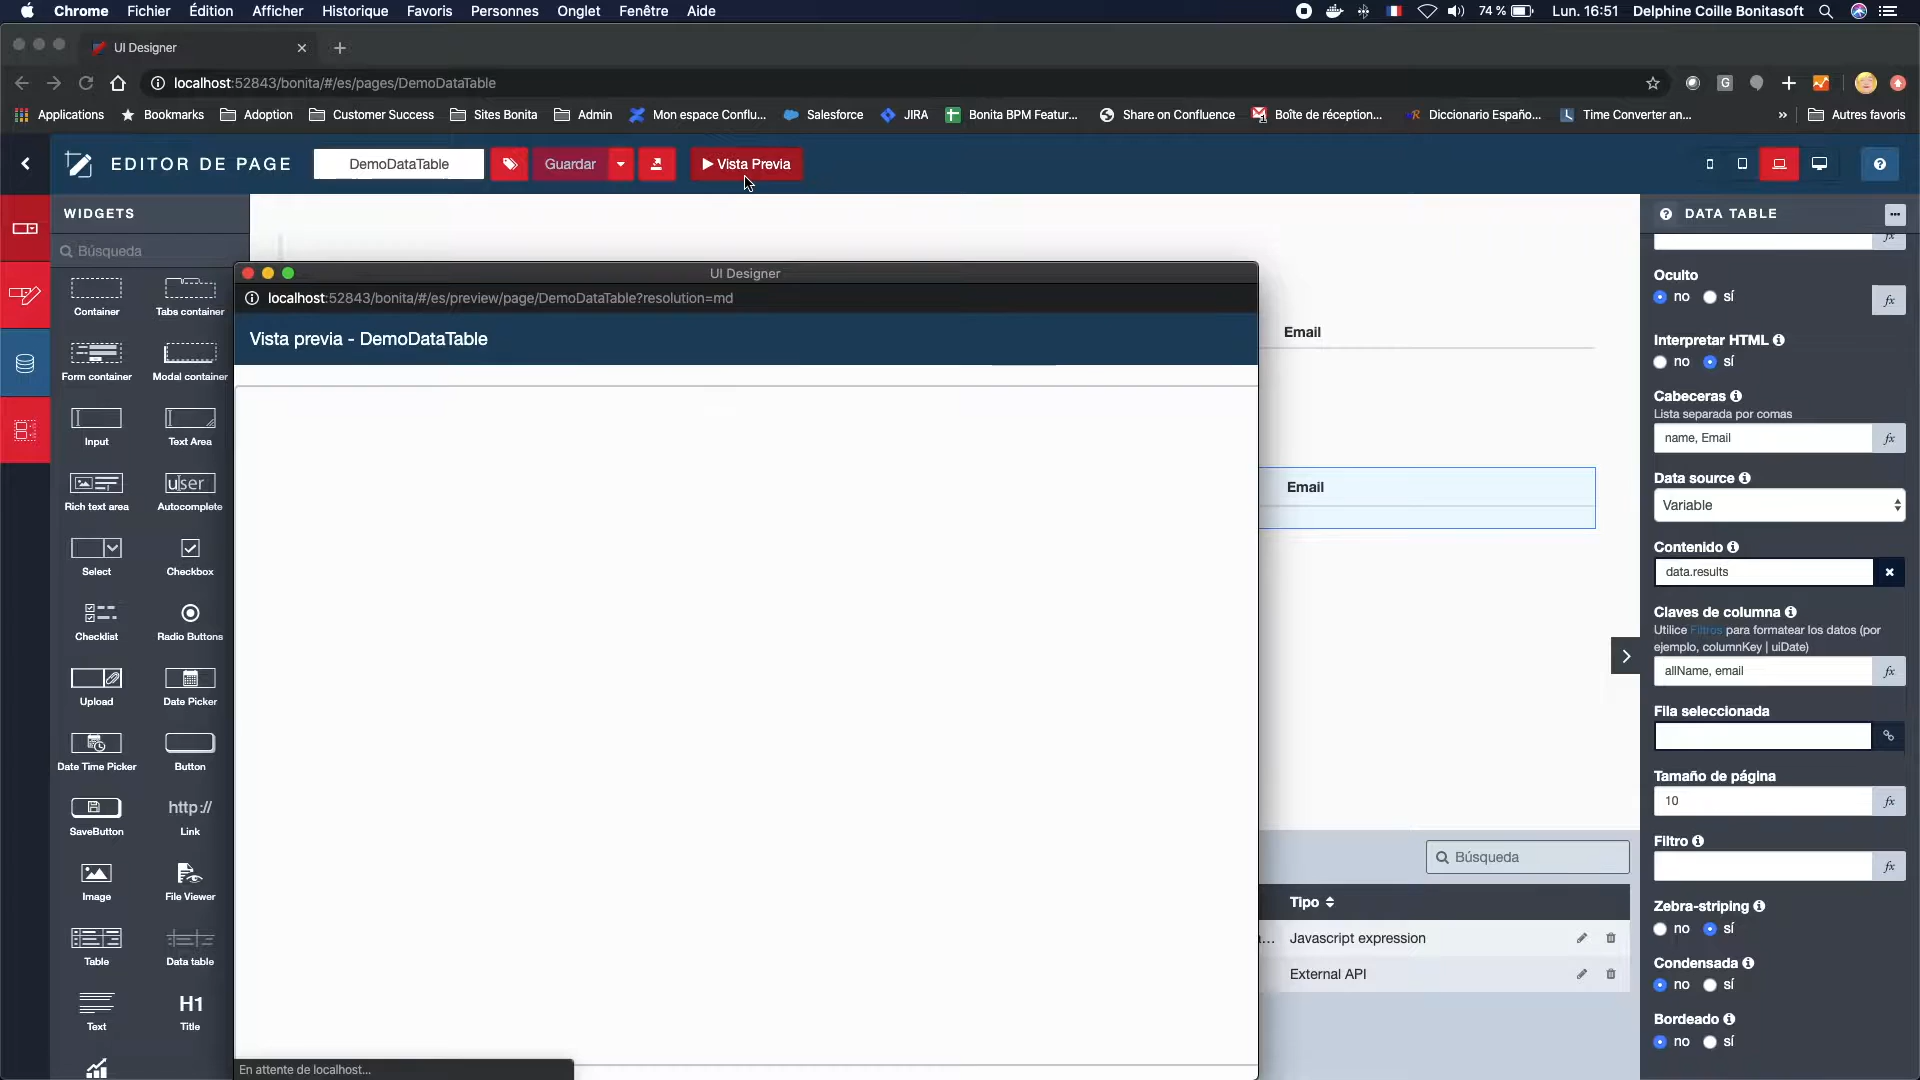 Chrome Fichier Édition Afficher Historique Favoris Personnes Onglet Fenêtre Aide 74 % Lun. 16:51 Delphine Coille Bonitasoft
UI Designer
localhost:52843/bonita/#/es/pages/DemoDataTable
Applications Bookmarks Adoption Customer Success Sites Bonita Admin Mon espace Conflu... Salesforce JIRA Bonita BPM Featur... Share on Confluence Boîte de réception... Diccionario Españo... Time Converter an... » Autres favoris
EDITOR DE PAGE DemoDataTable Guardar Vista Previa
WIDGETS
Búsqueda
Container Tabs container
Form container Modal container
Input Text Area
user
Rich text area Autocomplete
Select Checkbox
Checklist Radio Buttons
Upload Date Picker
Date Time Picker Button
http://
SaveButton Link
Image File Viewer
Table Data table
H1
Text Title
UI Designer
localhost:52843/bonita/#/es/preview/page/DemoDataTable?resolution=md
Vista previa - DemoDataTable
En attente de localhost...
Email
Email
Búsqueda
Tipo
Javascript expression
External API
DATA TABLE
fx
Oculto
no sí
fx
Interpretar HTML
no sí
Cabeceras
Lista separada por comas
name, Email fx
Data source
Variable
Contenido
data.results
Claves de columna
Utilice Filtros para formatear los datos (por
ejemplo, columnKey | uiDate)
allName, email fx
Fila seleccionada
Tamaño de página
10 fx
Filtro
fx
Zebra-striping
no sí
Condensada
no sí
Bordeado
no sí